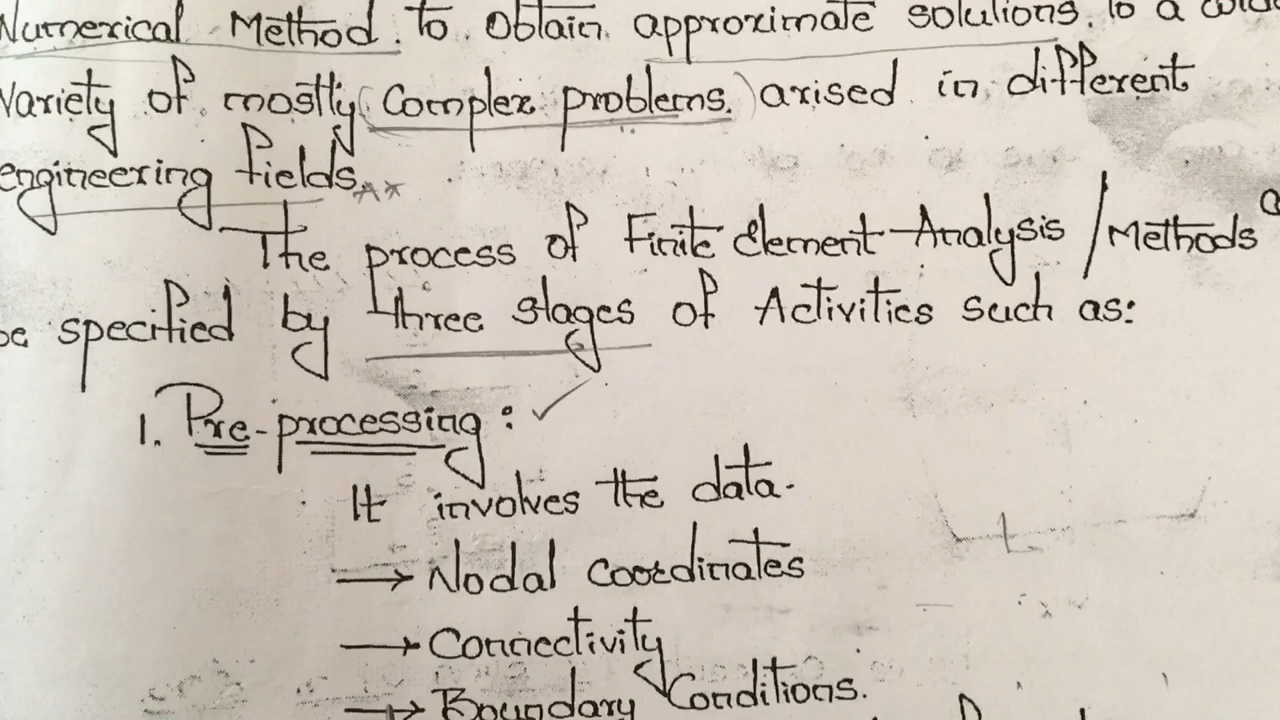 Numerical Method to obtain approximate solutions to a
Variety of mostly (Complex problems.) arised in different
engineering fields.
The process of Finite Element Analysis / Methods
be specified by three stages of Activities such as:
1. Pre-processing:
It involves the data.
→ Nodal coordinates
→ Connectivity
→ Boundary Conditions.